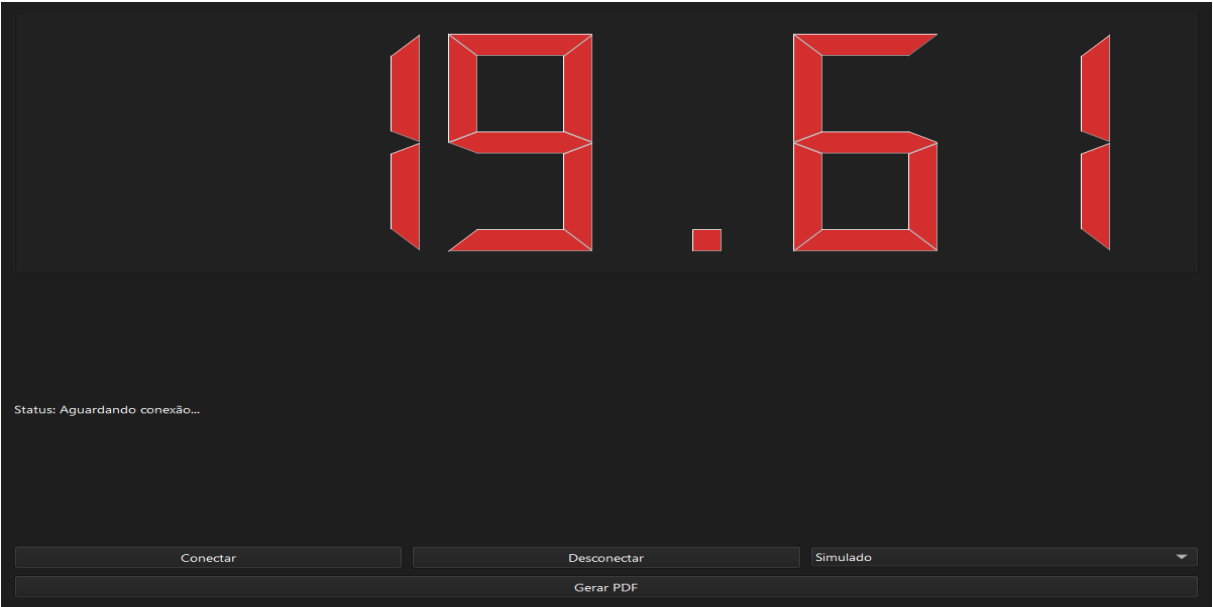 19.61
Status: Aguardando conexão...
Conectar Desconectar Simulado
Gerar PDF